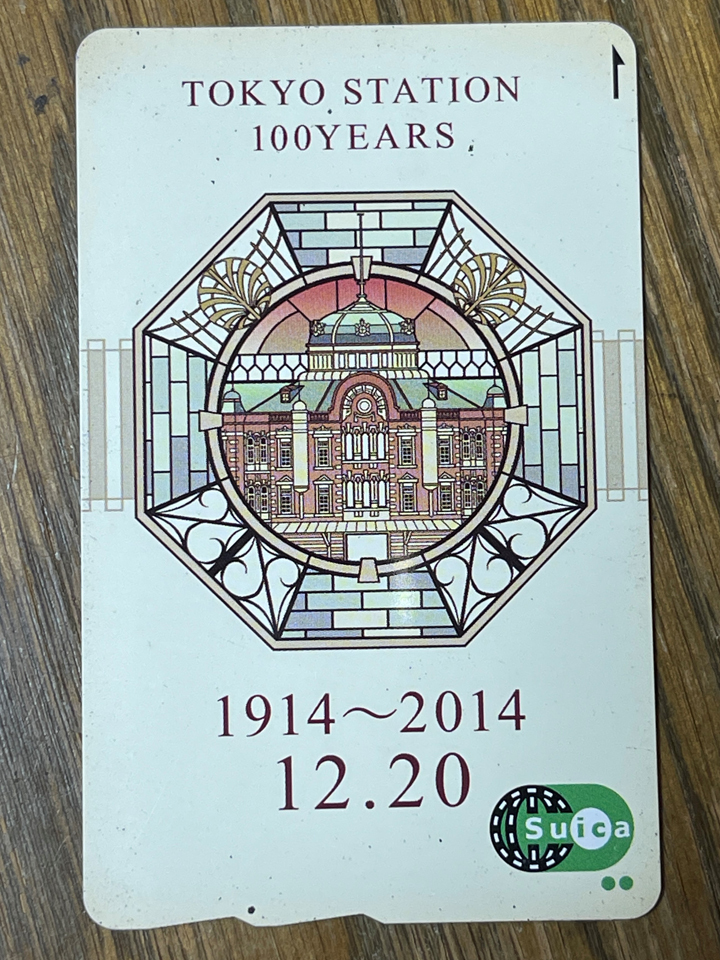 TOKYO STATION
100YEARS
1914〜2014
12.20
Suica